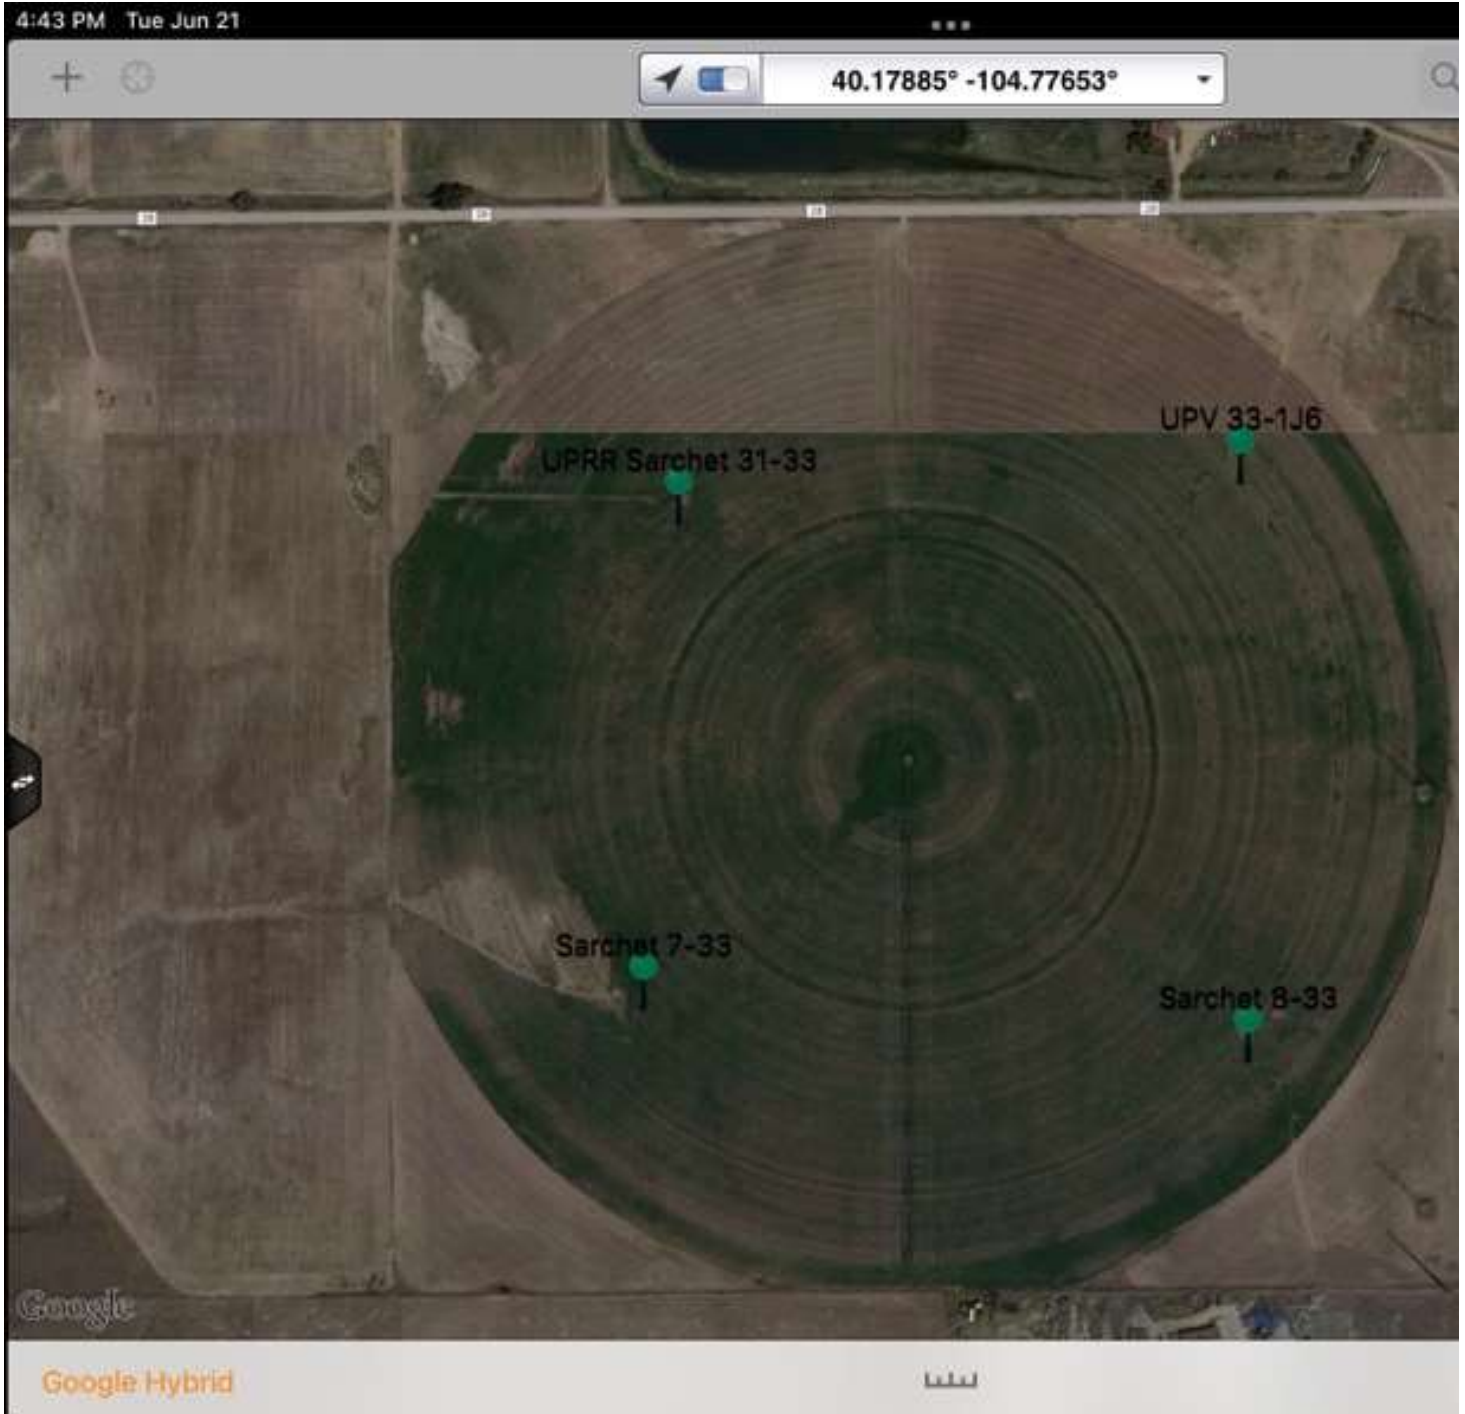 4:43 PM Tue Jun 21
40.17885° -104.77653°
UPV 33-1J6
UPRR Sarchet 31-33
Sarchet 7-33
Sarchet 8-33
Google
Google Hybrid